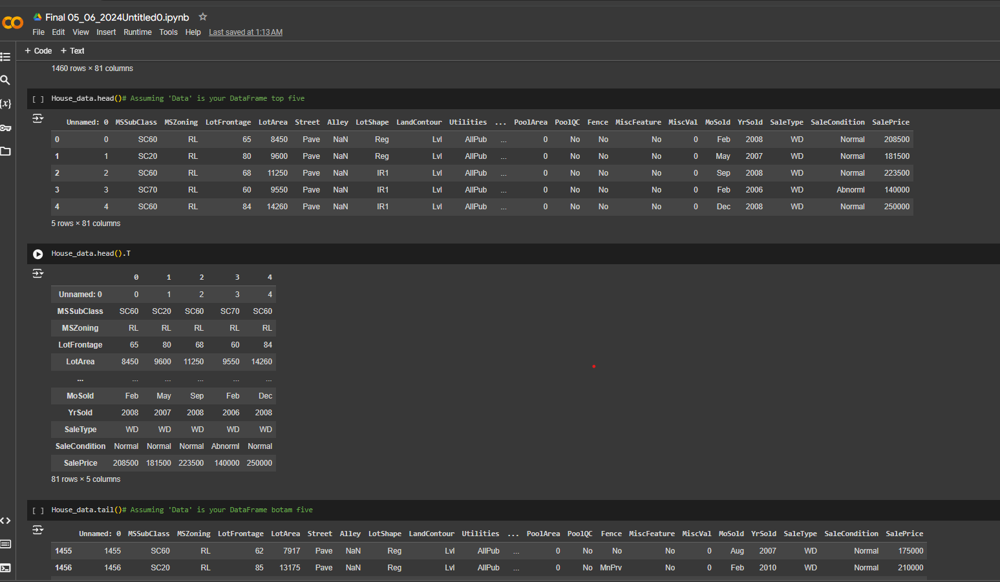 Final 05_06_2024Untitled0.ipynb
File Edit View Insert Runtime Tools Help Last saved at 1:13 AM
+ Code + Text
1460 rows × 81 columns
[ ] House_data.head()# Assuming 'Data' is your DataFrame top five
Unnamed: 0 MSSubClass MSZoning LotFrontage LotArea Street Alley LotShape LandContour Utilities ... PoolArea PoolQC Fence MiscFeature MiscVal MoSold YrSold SaleType SaleCondition SalePrice
0 0 SC60 RL 65 8450 Pave NaN Reg Lvl AllPub ... 0 No No No 0 Feb 2008 WD Normal 208500
1 1 SC20 RL 80 9600 Pave NaN Reg Lvl AllPub ... 0 No No No 0 May 2007 WD Normal 181500
2 2 SC60 RL 68 11250 Pave NaN IR1 Lvl AllPub ... 0 No No No 0 Sep 2008 WD Normal 223500
3 3 SC70 RL 60 9550 Pave NaN IR1 Lvl AllPub ... 0 No No No 0 Feb 2006 WD Abnorml 140000
4 4 SC60 RL 84 14260 Pave NaN IR1 Lvl AllPub ... 0 No No No 0 Dec 2008 WD Normal 250000
5 rows × 81 columns
House_data.head().T
0 1 2 3 4
Unnamed: 0 0 1 2 3 4
MSSubClass SC60 SC20 SC60 SC70 SC60
MSZoning RL RL RL RL RL
LotFrontage 65 80 68 60 84
LotArea 8450 9600 11250 9550 14260
... ... ... ... ... ...
MoSold Feb May Sep Feb Dec
YrSold 2008 2007 2008 2006 2008
SaleType WD WD WD WD WD
SaleCondition Normal Normal Normal Abnorml Normal
SalePrice 208500 181500 223500 140000 250000
81 rows × 5 columns
[ ] House_data.tail()# Assuming 'Data' is your DataFrame botam five
Unnamed: 0 MSSubClass MSZoning LotFrontage LotArea Street Alley LotShape LandContour Utilities ... PoolArea PoolQC Fence MiscFeature MiscVal MoSold YrSold SaleType SaleCondition SalePrice
1455 1455 SC60 RL 62 7917 Pave NaN Reg Lvl AllPub ... 0 No No No 0 Aug 2007 WD Normal 175000
1456 1456 SC20 RL 85 13175 Pave NaN Reg Lvl AllPub ... 0 No MnPrv No 0 Feb 2010 WD Normal 210000